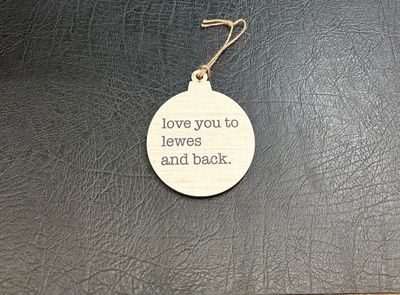 love you to
lewes
and back.